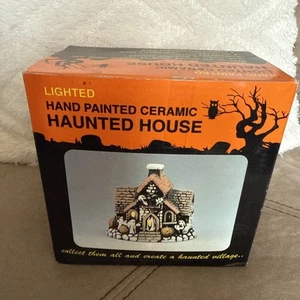 LIGHTED
HAND PAINTED CERAMIC
HAUNTED HOUSE
collect them all and create a haunted village..